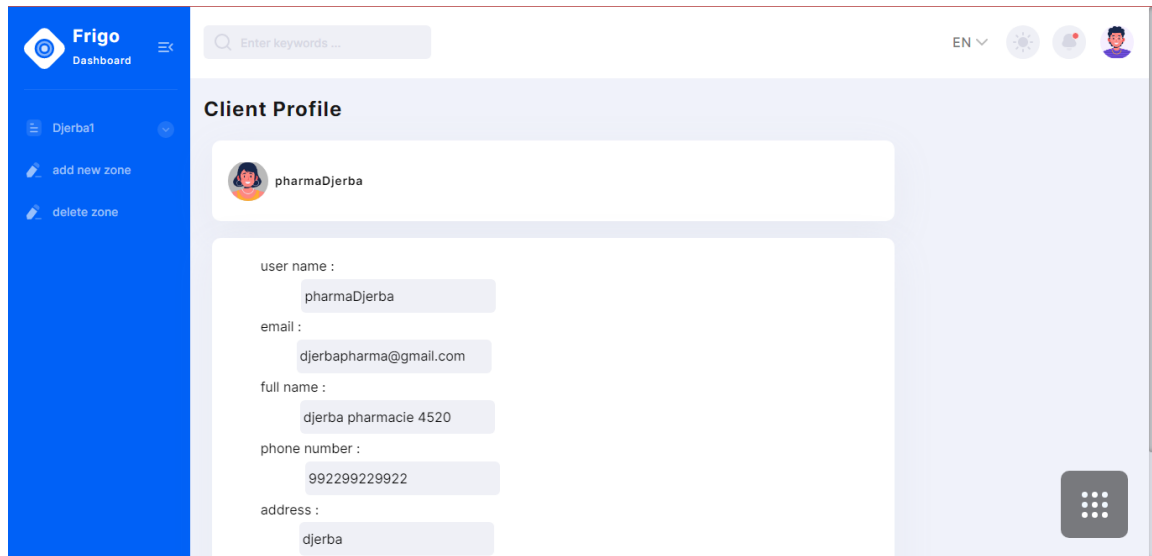 Frigo
Dashboard
Enter keywords ...
EN
Client Profile
Djerba1
add new zone
delete zone
pharmaDjerba
user name :
pharmaDjerba
email :
djerbapharma@gmail.com
full name :
djerba pharmacie 4520
phone number :
992299229922
address :
djerba